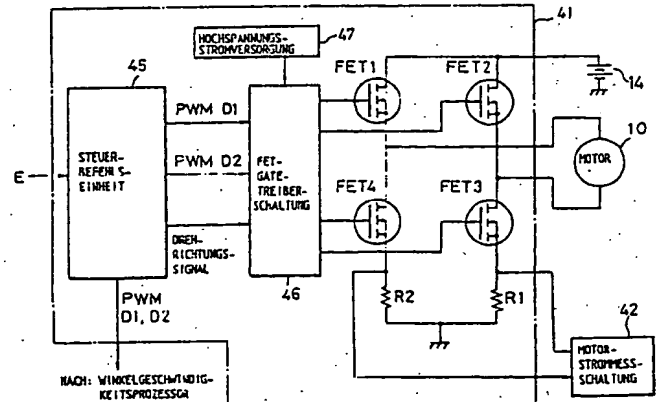 41
HOCHSPANNUNGS-
STROMVERSORGUNG
47
45
FET1
FET2
14
PWM D1
10
STEUER-
BEFEHLS-
EINHEIT
E
PWM D2
FET-
GATE-
TREIBER-
SCHALTUNG
MOTOR
FET4
FET3
DREH-
RICHTUNGS-
SIGNAL
46
PWM
D1, D2
R2
R1
42
MOTOR-
STROMMESS-
SCHALTUNG
NACH: WINKELGESCHWINDIG-
KEITSPROZESSOR